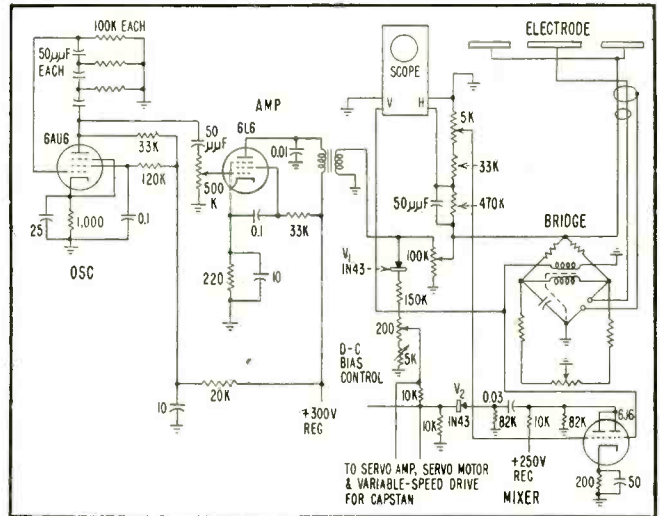 100K EACH
50μμF
EACH
6AU6
33K
120K
25
1,000
0.1
OSC
AMP
50
μμF
6L6
0.01
500
K
0.1
33K
220
10
20K
10
+300V
REG
SCOPE
V H
5K
33K
50μμF
470K
100K
V1
1N43
150K
200
5K
D-C
BIAS
CONTROL
10K
10K
V2
1N43
0.03
82K
10K
82K
6J6
+250V
REG
200
50
MIXER
TO SERVO AMP, SERVO MOTOR
& VARIABLE-SPEED DRIVE
FOR CAPSTAN
ELECTRODE
BRIDGE